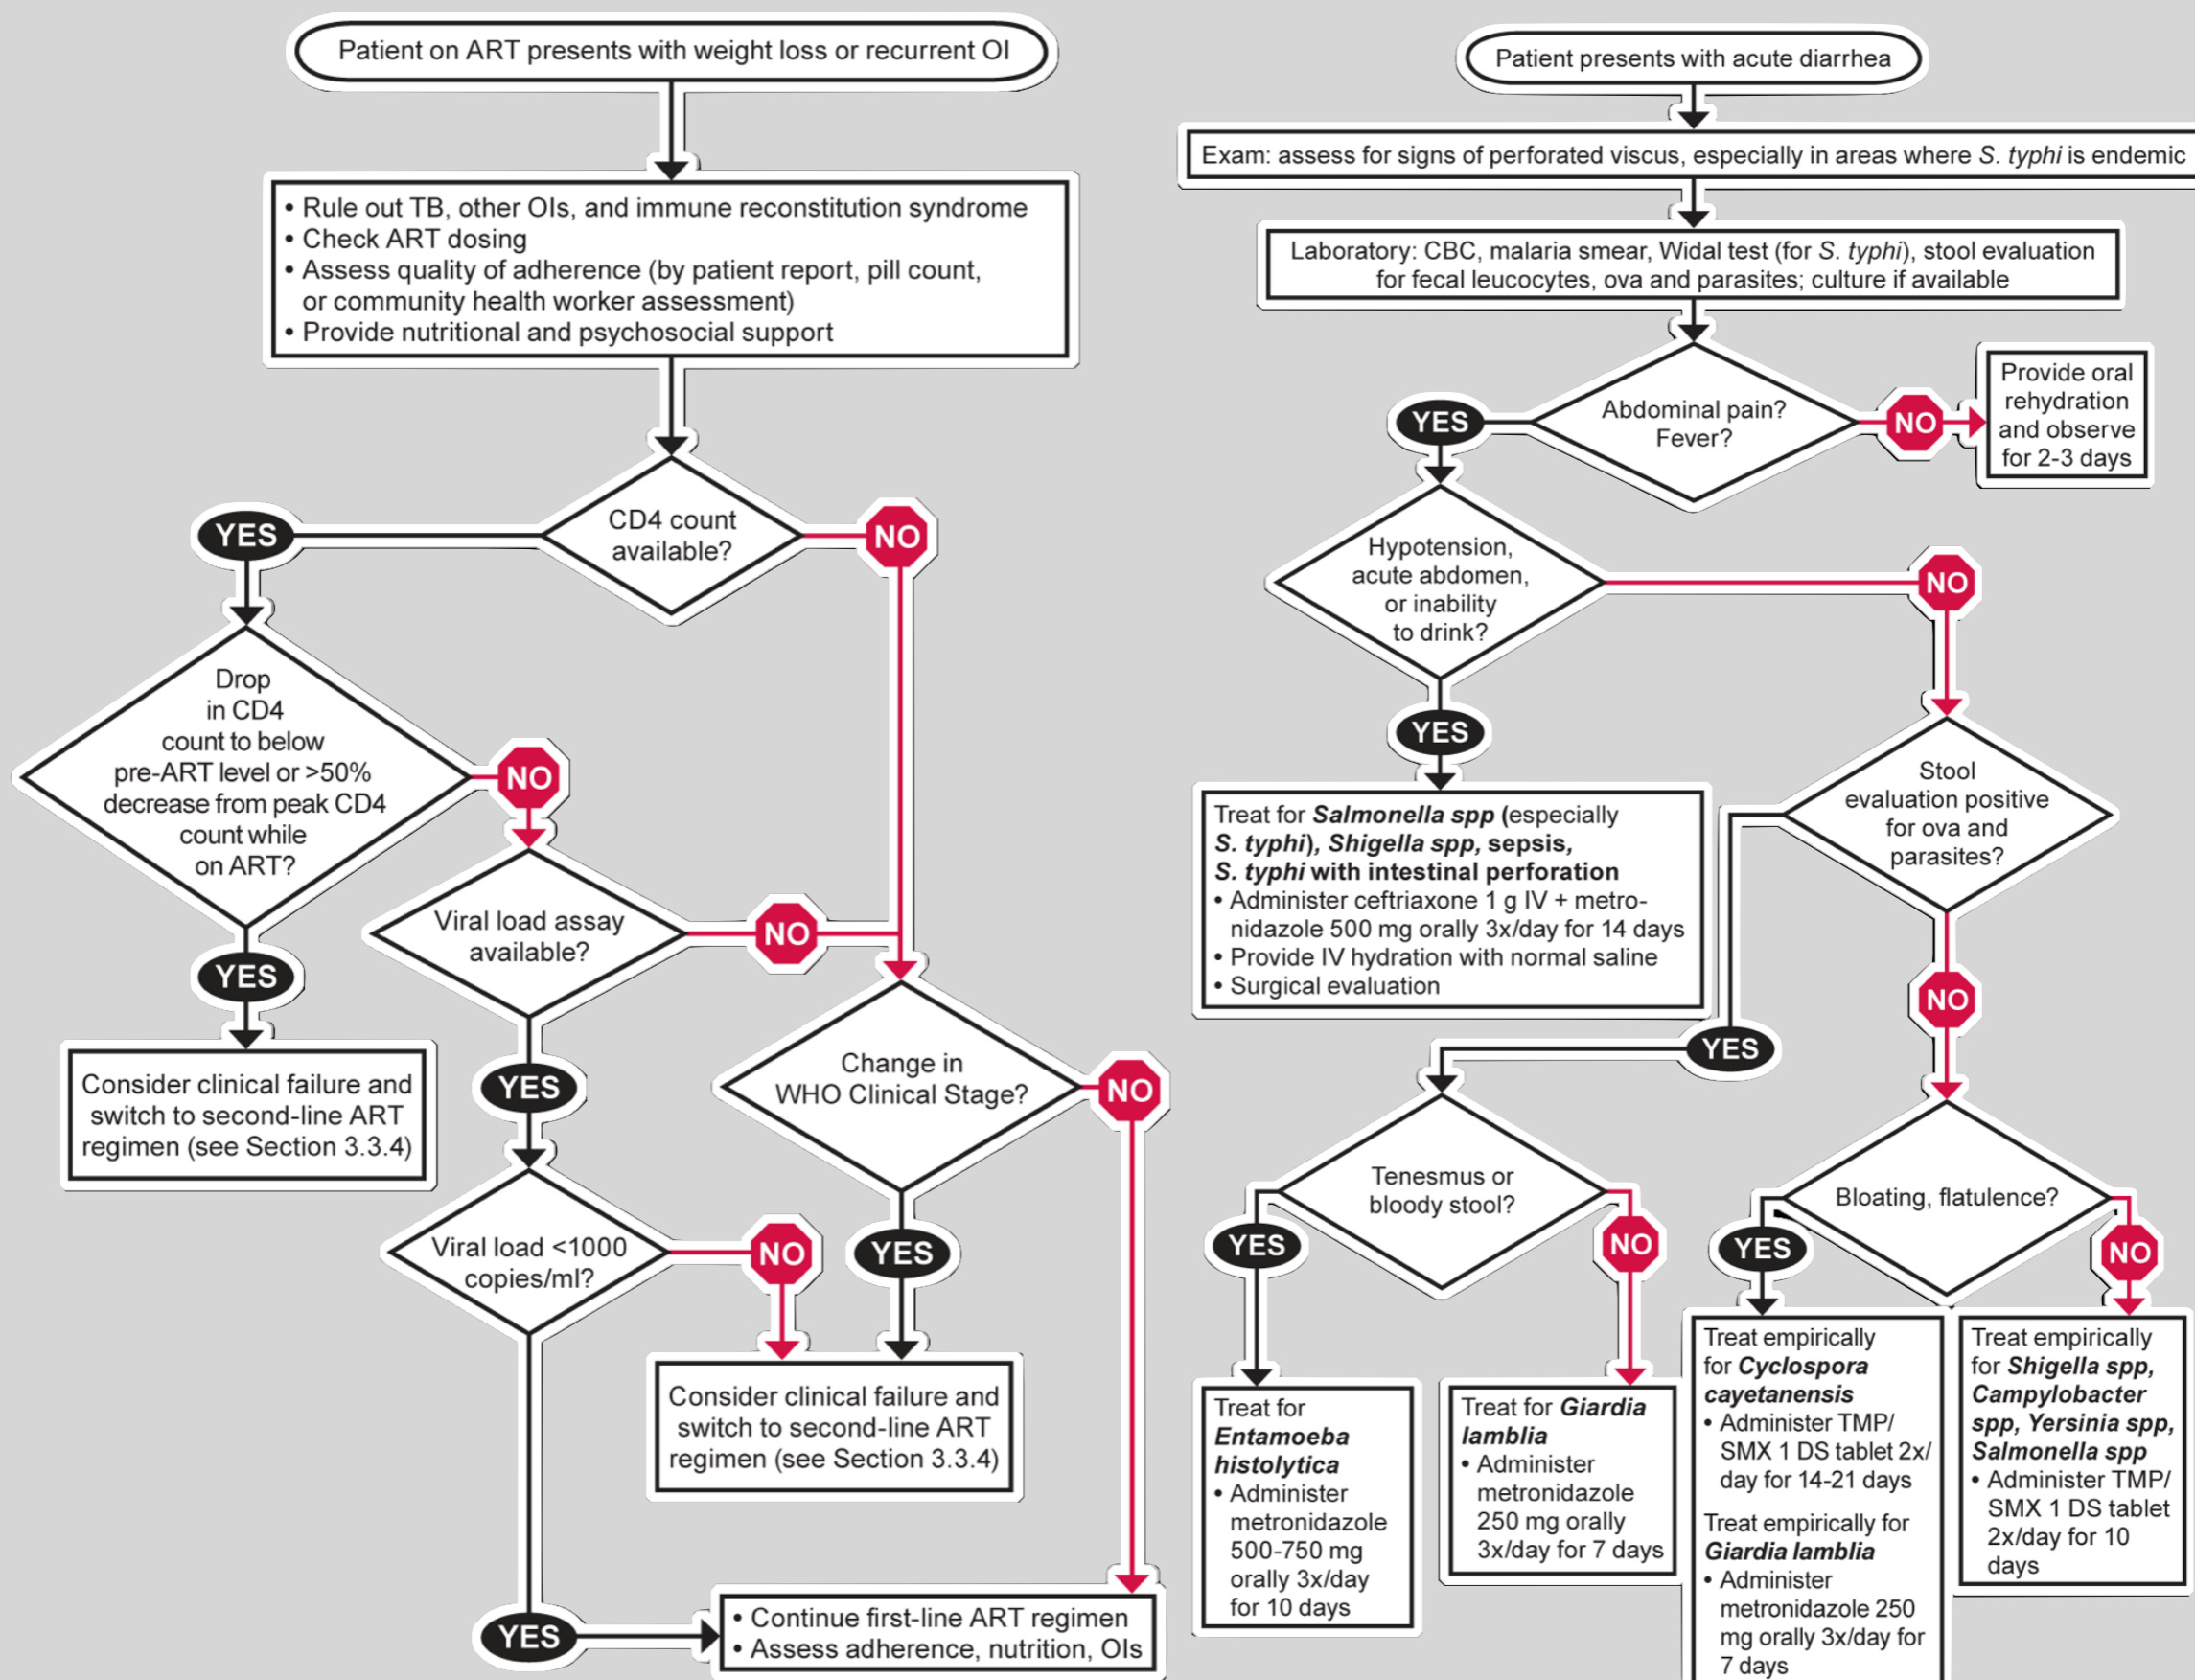 Patient on ART presents with weight loss or recurrent OI
• Rule out TB, other OIs, and immune reconstitution syndrome
• Check ART dosing
• Assess quality of adherence (by patient report, pill count,
or community health worker assessment)
• Provide nutritional and psychosocial support
CD4 count
available?
YES
NO
Drop
in CD4
count to below
pre-ART level or >50%
decrease from peak CD4
count while
on ART?
NO
YES
Consider clinical failure and
switch to second-line ART
regimen (see Section 3.3.4)
Viral load assay
available?
NO
YES
Change in
WHO Clinical Stage?
NO
YES
Viral load <1000
copies/ml?
NO
YES
Consider clinical failure and
switch to second-line ART
regimen (see Section 3.3.4)
• Continue first-line ART regimen
• Assess adherence, nutrition, OIs
Patient presents with acute diarrhea
Exam: assess for signs of perforated viscus, especially in areas where S. typhi is endemic
Laboratory: CBC, malaria smear, Widal test (for S. typhi), stool evaluation
for fecal leucocytes, ova and parasites; culture if available
Abdominal pain?
Fever?
YES
NO
Provide oral
rehydration
and observe
for 2-3 days
Hypotension,
acute abdomen,
or inability
to drink?
NO
YES
Treat for Salmonella spp (especially
S. typhi), Shigella spp, sepsis,
S. typhi with intestinal perforation
• Administer ceftriaxone 1 g IV + metro-
nidazole 500 mg orally 3x/day for 14 days
• Provide IV hydration with normal saline
• Surgical evaluation
Stool
evaluation positive
for ova and
parasites?
NO
YES
Tenesmus or
bloody stool?
YES
NO
Bloating, flatulence?
YES
NO
Treat for
Entamoeba
histolytica
• Administer
metronidazole
500-750 mg
orally 3x/day
for 10 days
Treat for Giardia
lamblia
• Administer
metronidazole
250 mg orally
3x/day for 7 days
Treat empirically
for Cyclospora
cayetanensis
• Administer TMP/
SMX 1 DS tablet 2x/
day for 14-21 days
Treat empirically for
Giardia lamblia
• Administer
metronidazole 250
mg orally 3x/day for
7 days
Treat empirically
for Shigella spp,
Campylobacter
spp, Yersinia spp,
Salmonella spp
• Administer TMP/
SMX 1 DS tablet
2x/day for 10
days